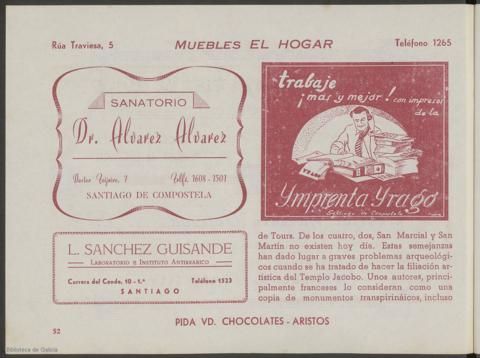 Rúa Traviesa, 5 MUEBLES EL HOGAR Teléfono 1265
SANATORIO
Dr. Alvarez Alvarez
Doctor Teijeiro, 7 Telfs. 1608 - 1501
SANTIAGO DE COMPOSTELA
trabaje
¡mas y mejor! con impresos
de la
Ymprenta Yrago
Santiago de Compostela
L. SANCHEZ GUISANDE
LABORATORIO E INSTITUTO ANTIRRABICO
Carrera del Conde, 10 - 1.º Teléfono 1523
SANTIAGO
de Tours. De los cuatro, dos, San Marcial y San
Martín no existen hoy día. Estas semejanzas
han dado lugar a graves problemas arqueológi-
cos cuando se ha tratado de hacer la filiación ar-
tística del Templo Jacobo. Unos autores, princi-
palmente franceses lo consideran como una
copia de monumentos transpirináicos, incluso
PIDA VD. CHOCOLATES - ARISTOS
52
Biblioteca de Galicia